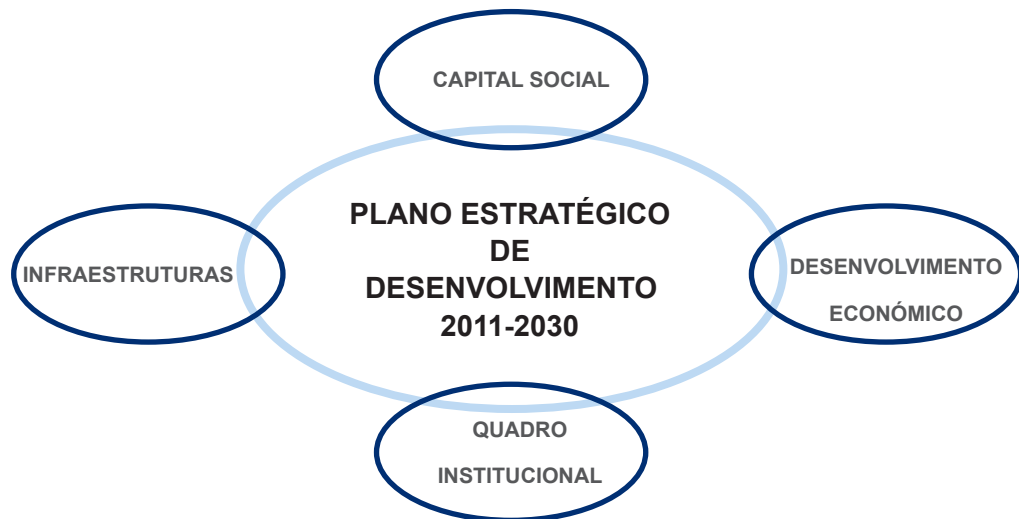 CAPITAL SOCIAL
PLANO ESTRATÉGICO
DE
DESENVOLVIMENTO
2011-2030
INFRAESTRUTURAS
DESENVOLVIMENTO
ECONÓMICO
QUADRO
INSTITUCIONAL